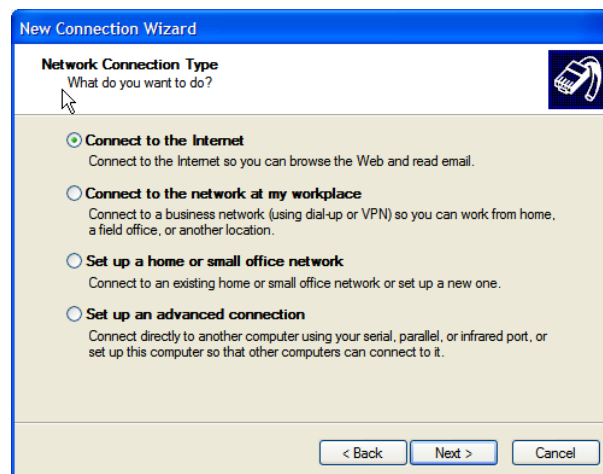 New Connection Wizard
Network Connection Type
What do you want to do?
Connect to the Internet
Connect to the Internet so you can browse the Web and read email.
Connect to the network at my workplace
Connect to a business network (using dial-up or VPN) so you can work from home,
a field office, or another location.
Set up a home or small office network
Connect to an existing home or small office network or set up a new one.
Set up an advanced connection
Connect directly to another computer using your serial, parallel, or infrared port, or
set up this computer so that other computers can connect to it.
< Back Next > Cancel